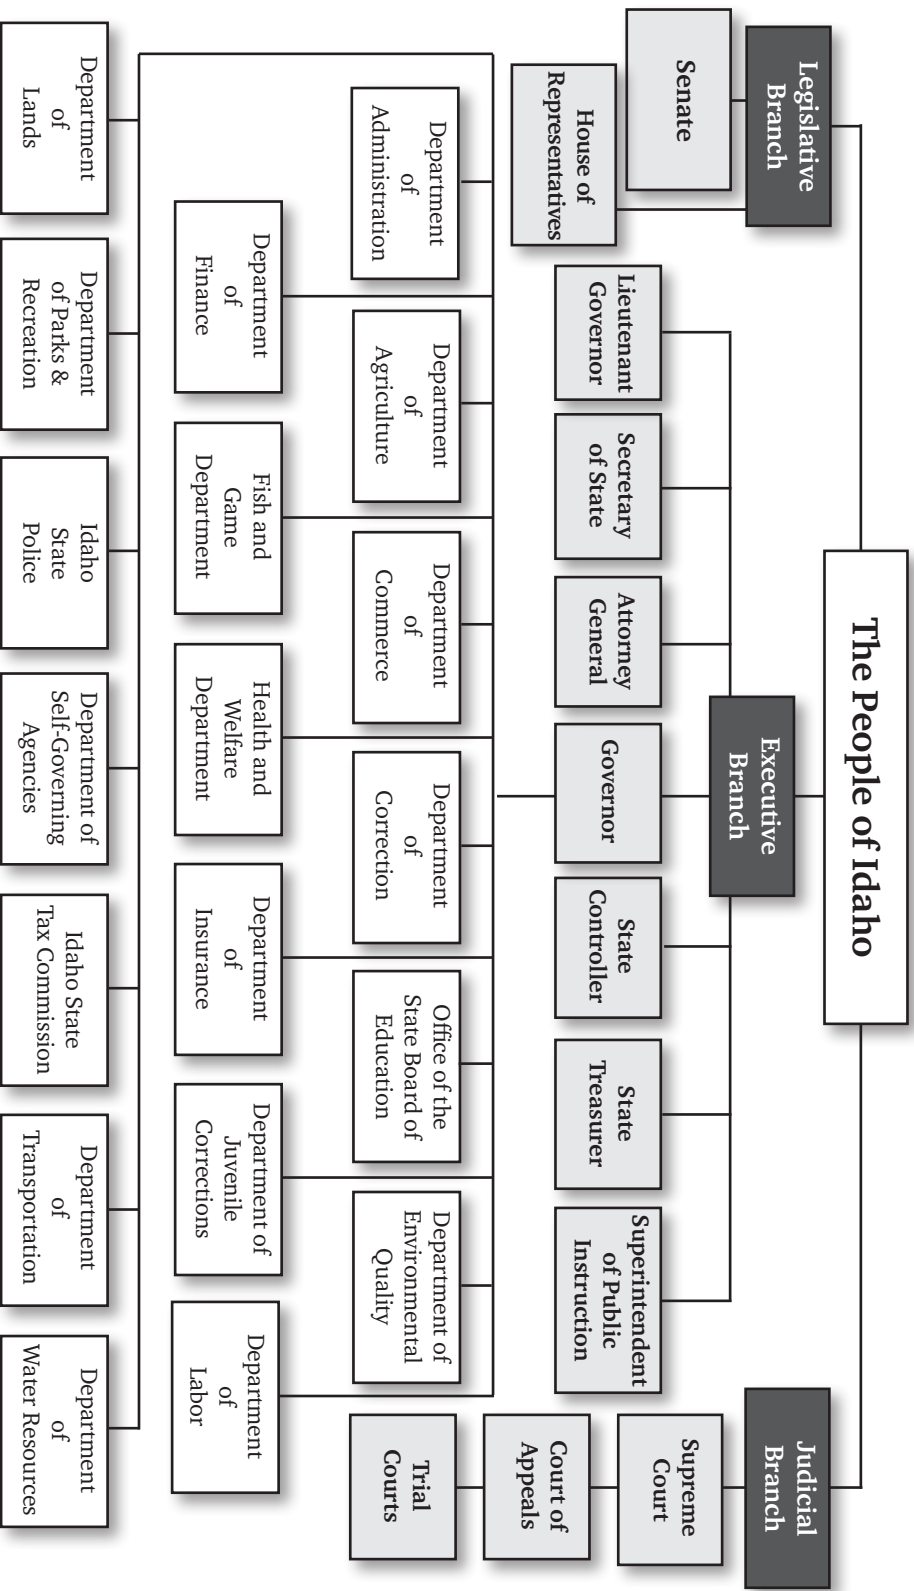 The People of Idaho
Legislative
Branch
Executive
Branch
Judicial
Branch
Senate
House of
Representatives
Lieutenant
Governor
Secretary
of State
Attorney
General
Governor
State
Controller
State
Treasurer
Superintendent
of Public
Instruction
Supreme
Court
Court of
Appeals
Trial
Courts
Department
of
Administration
Department
of
Agriculture
Department
of
Commerce
Department
of
Correction
Office of the
State Board of
Education
Department of
Environmental
Quality
Department
of
Finance
Fish and
Game
Department
Health and
Welfare
Department
Department
of
Insurance
Department of
Juvenile
Corrections
Department
of
Labor
Department
of
Lands
Department
of Parks &
Recreation
Idaho
State
Police
Department of
Self-Governing
Agencies
Idaho State
Tax Commission
Department
of
Transportation
Department
of
Water Resources